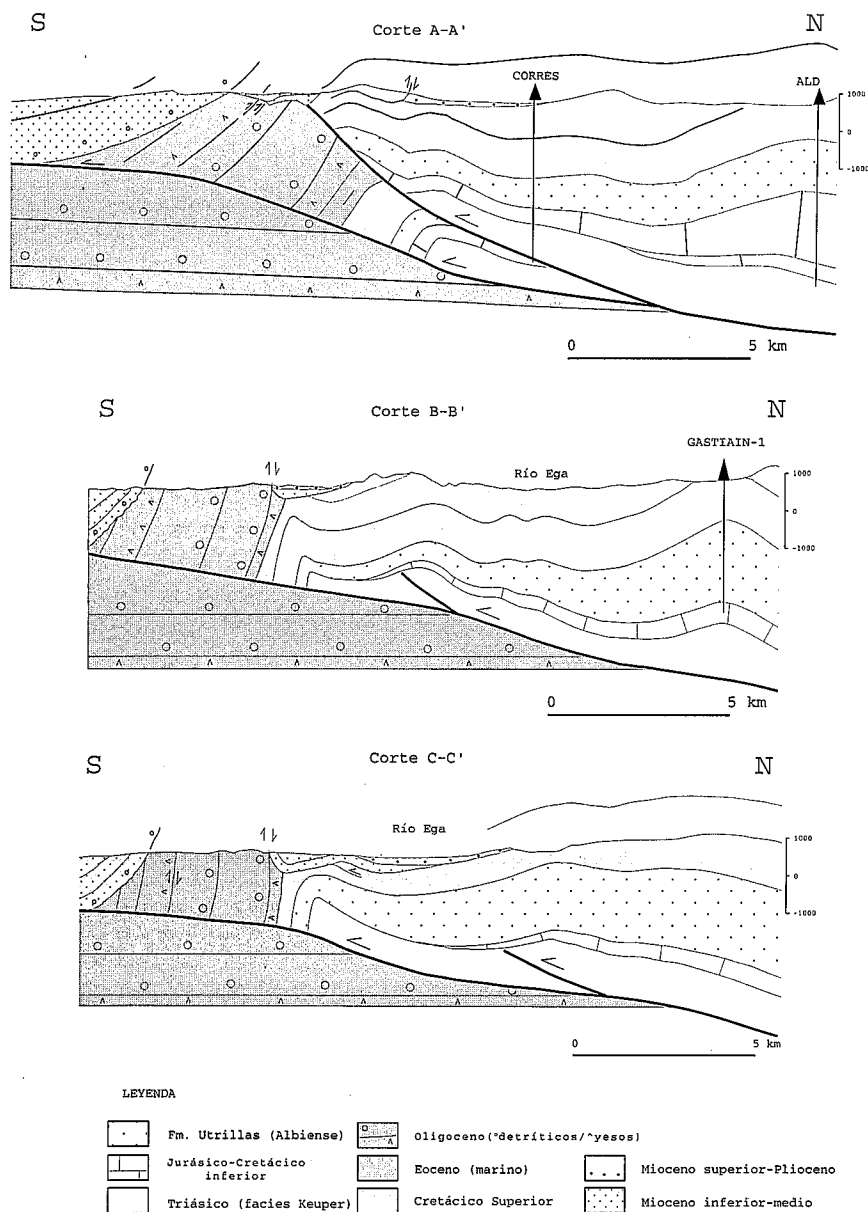 S
Corte A-A'
N
CORRES
ALD
1000
0
-1000
0 5 km
S
Corte B-B'
N
GASTIAIN-1
Río Ega
1000
0
-1000
0 5 km
S
Corte C-C'
N
Río Ega
1000
0
-1000
0 5 km
LEYENDA
Fm. Utrillas (Albiense)
Oligoceno(°detríticos/^yesos)
Jurásico-Cretácico
inferior
Eoceno (marino)
Mioceno superior-Plioceno
Triásico (facies Keuper)
Cretácico Superior
Mioceno inferior-medio